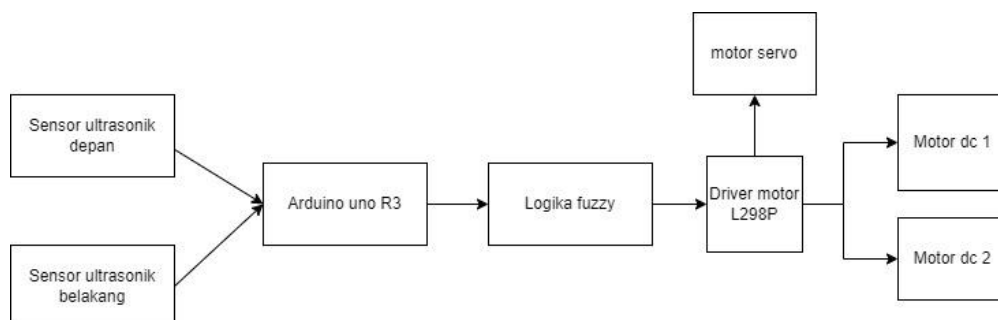 motor servo
Sensor ultrasonik
depan
Motor dc 1
Arduino uno R3
Logika fuzzy
Driver motor
L298P
Sensor ultrasonik
belakang
Motor dc 2